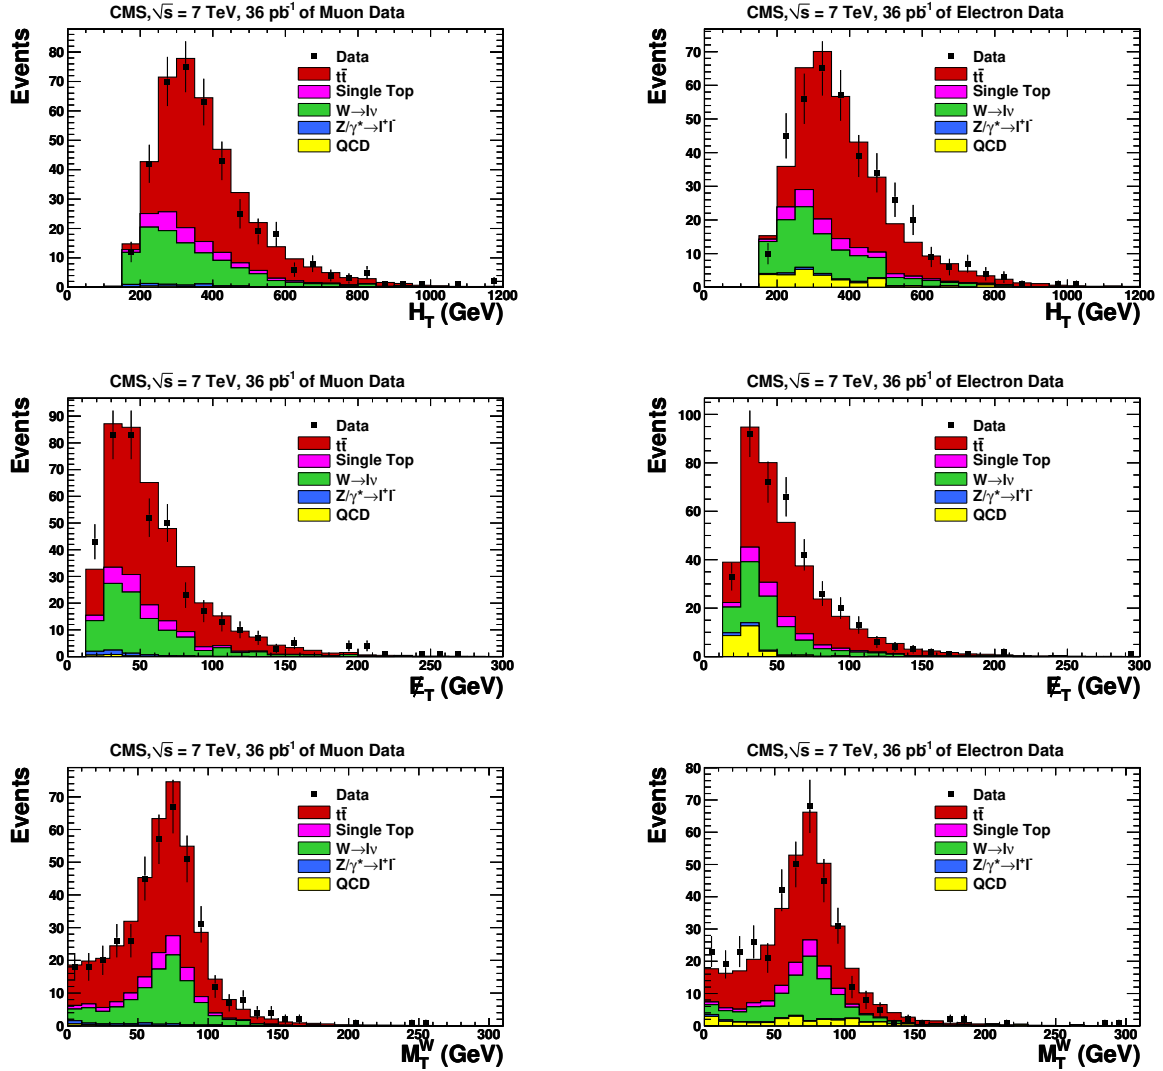 CMS,√s = 7 TeV, 36 pb⁻¹ of Muon Data
Events
80
70
60
50
40
30
20
10
0
0 200 400 600 800 1000 1200
H_T (GeV)
Data
tt̄
Single Top
W→lν
Z/γ*→l⁺l⁻
QCD
CMS,√s = 7 TeV, 36 pb⁻¹ of Electron Data
Events
70
60
50
40
30
20
10
0
0 200 400 600 800 1000 1200
H_T (GeV)
Data
tt̄
Single Top
W→lν
Z/γ*→l⁺l⁻
QCD
CMS,√s = 7 TeV, 36 pb⁻¹ of Muon Data
Events
90
80
70
60
50
40
30
20
10
0
0 50 100 150 200 250 300
E̸_T (GeV)
Data
tt̄
Single Top
W→lν
Z/γ*→l⁺l⁻
QCD
CMS,√s = 7 TeV, 36 pb⁻¹ of Electron Data
Events
100
80
60
40
20
0
0 50 100 150 200 250 300
E̸_T (GeV)
Data
tt̄
Single Top
W→lν
Z/γ*→l⁺l⁻
QCD
CMS,√s = 7 TeV, 36 pb⁻¹ of Muon Data
Events
70
60
50
40
30
20
10
0
0 50 100 150 200 250 300
M_T^W (GeV)
Data
tt̄
Single Top
W→lν
Z/γ*→l⁺l⁻
QCD
CMS,√s = 7 TeV, 36 pb⁻¹ of Electron Data
Events
80
70
60
50
40
30
20
10
0
0 50 100 150 200 250 300
M_T^W (GeV)
Data
tt̄
Single Top
W→lν
Z/γ*→l⁺l⁻
QCD